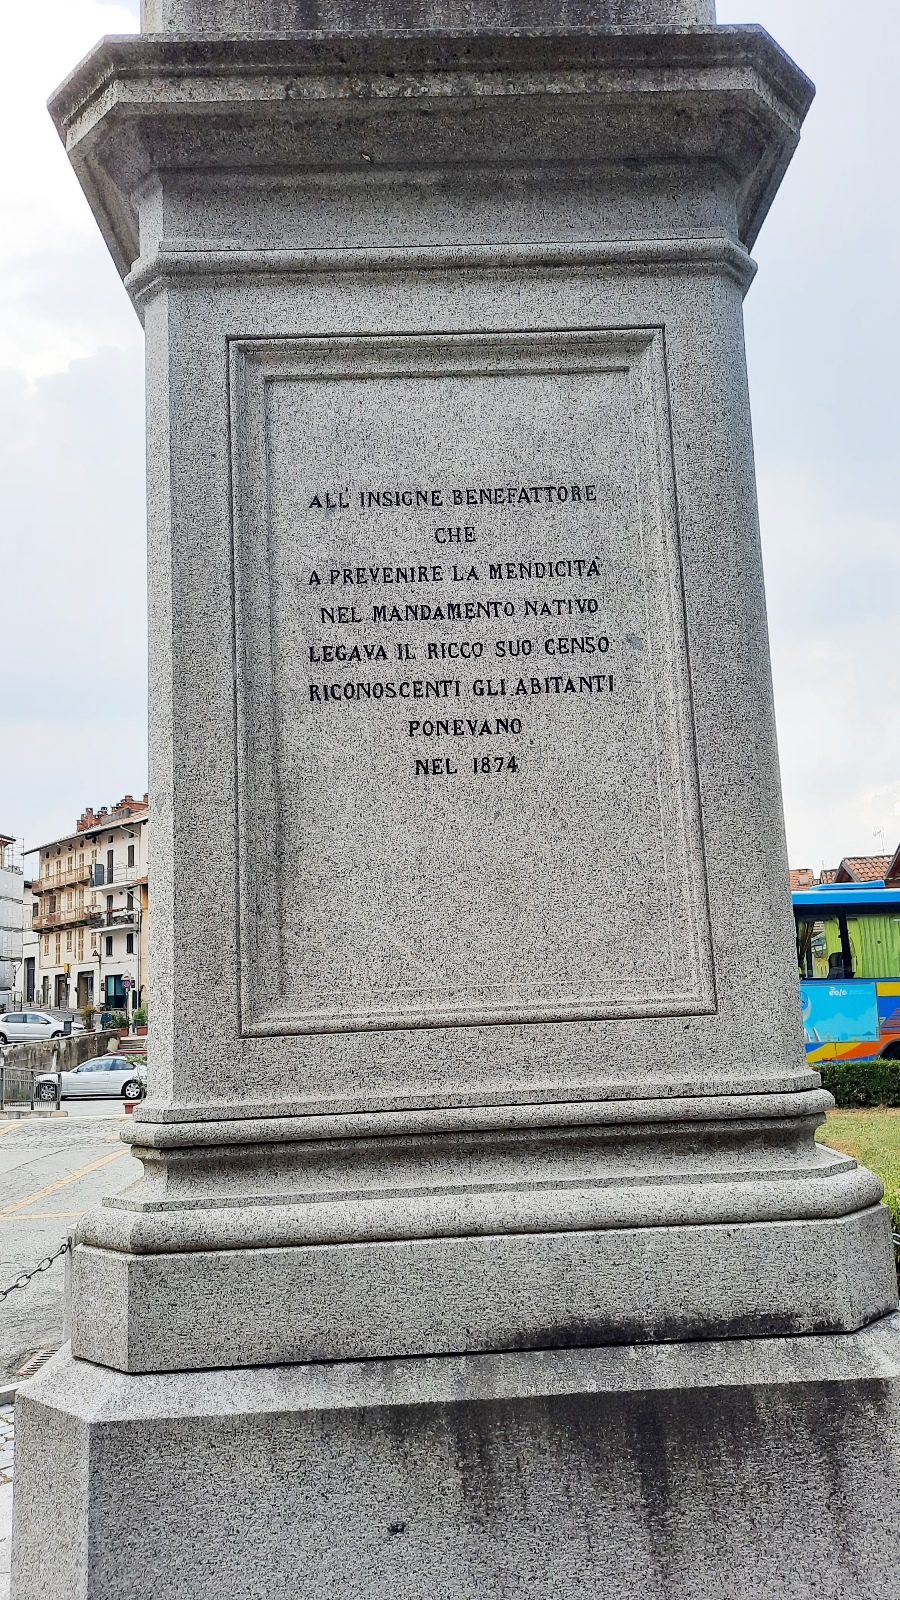 ALL' INSIGNE BENEFATTORE
CHE
A PREVENIRE LA MENDICITÀ
NEL MANDAMENTO NATIVO
LEGAVA IL RICCO SUO CENSO
RICONOSCENTI GLI ABITANTI
PONEVANO
NEL 1874